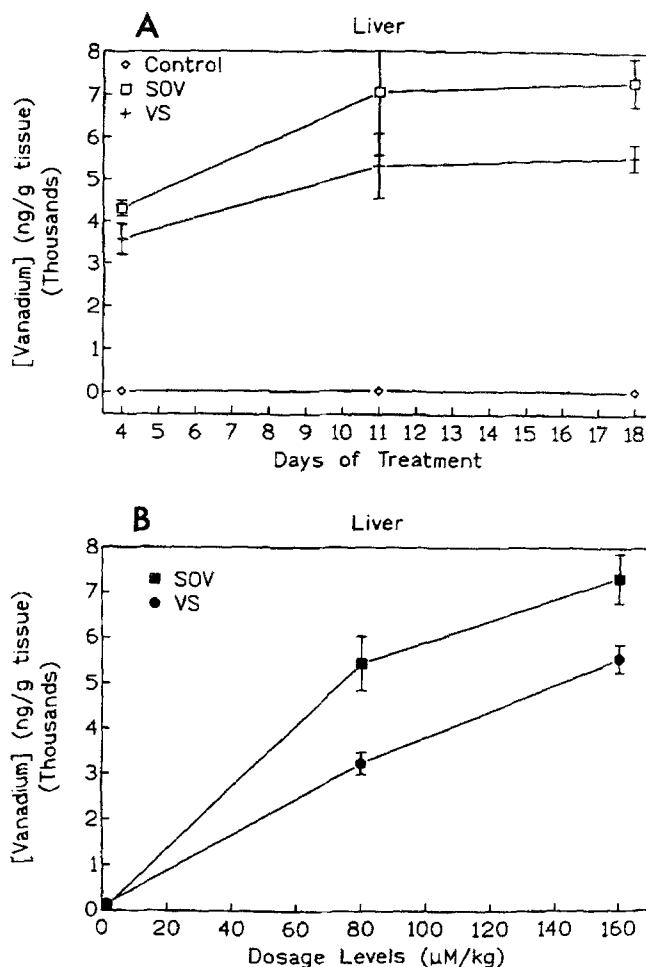 A
Liver
◇ Control
□ SOV
+ VS
[Vanadium] (ng/g tissue)
(Thousands)
8
7
6
5
4
3
2
1
0
4 5 6 7 8 9 10 11 12 13 14 15 16 17 18
Days of Treatment
B
Liver
■ SOV
● VS
[Vanadium] (ng/g tissue)
(Thousands)
8
7
6
5
4
3
2
1
0
0 20 40 60 80 100 120 140 160
Dosage Levels (μM/kg)